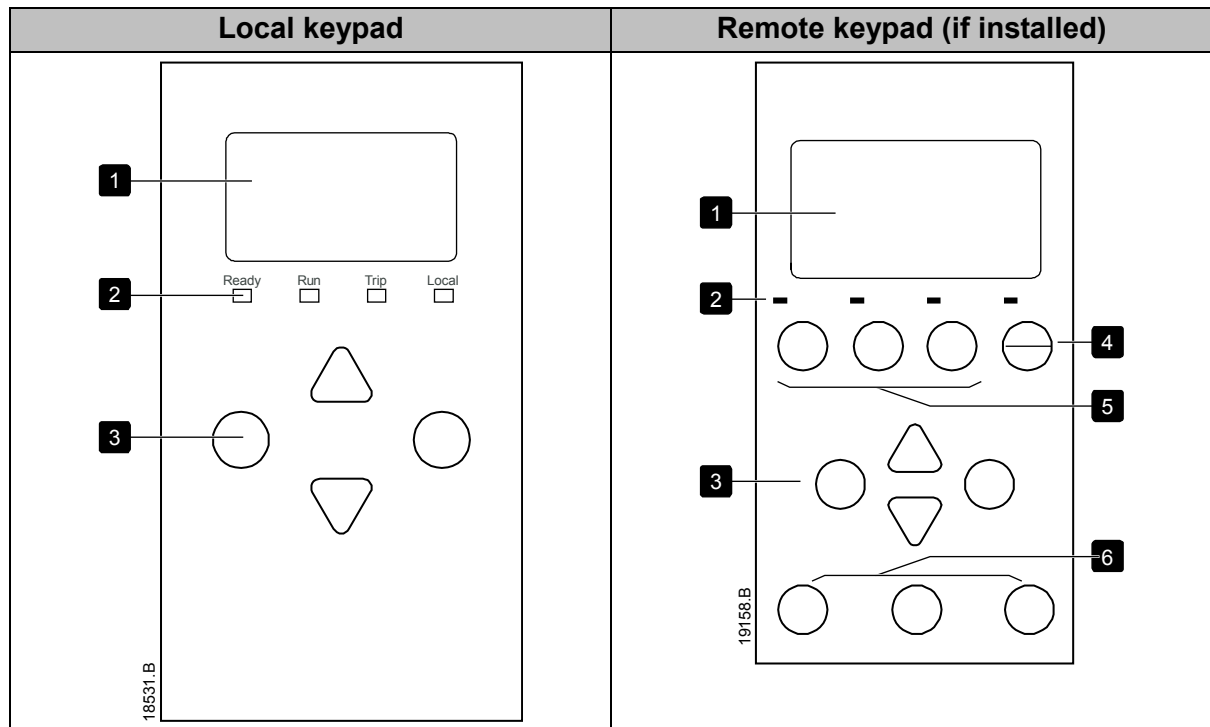 Local keypad
Remote keypad (if installed)
1
2
Ready Run Trip Local
3
18531.B
1
2
4
5
3
6
19158.B